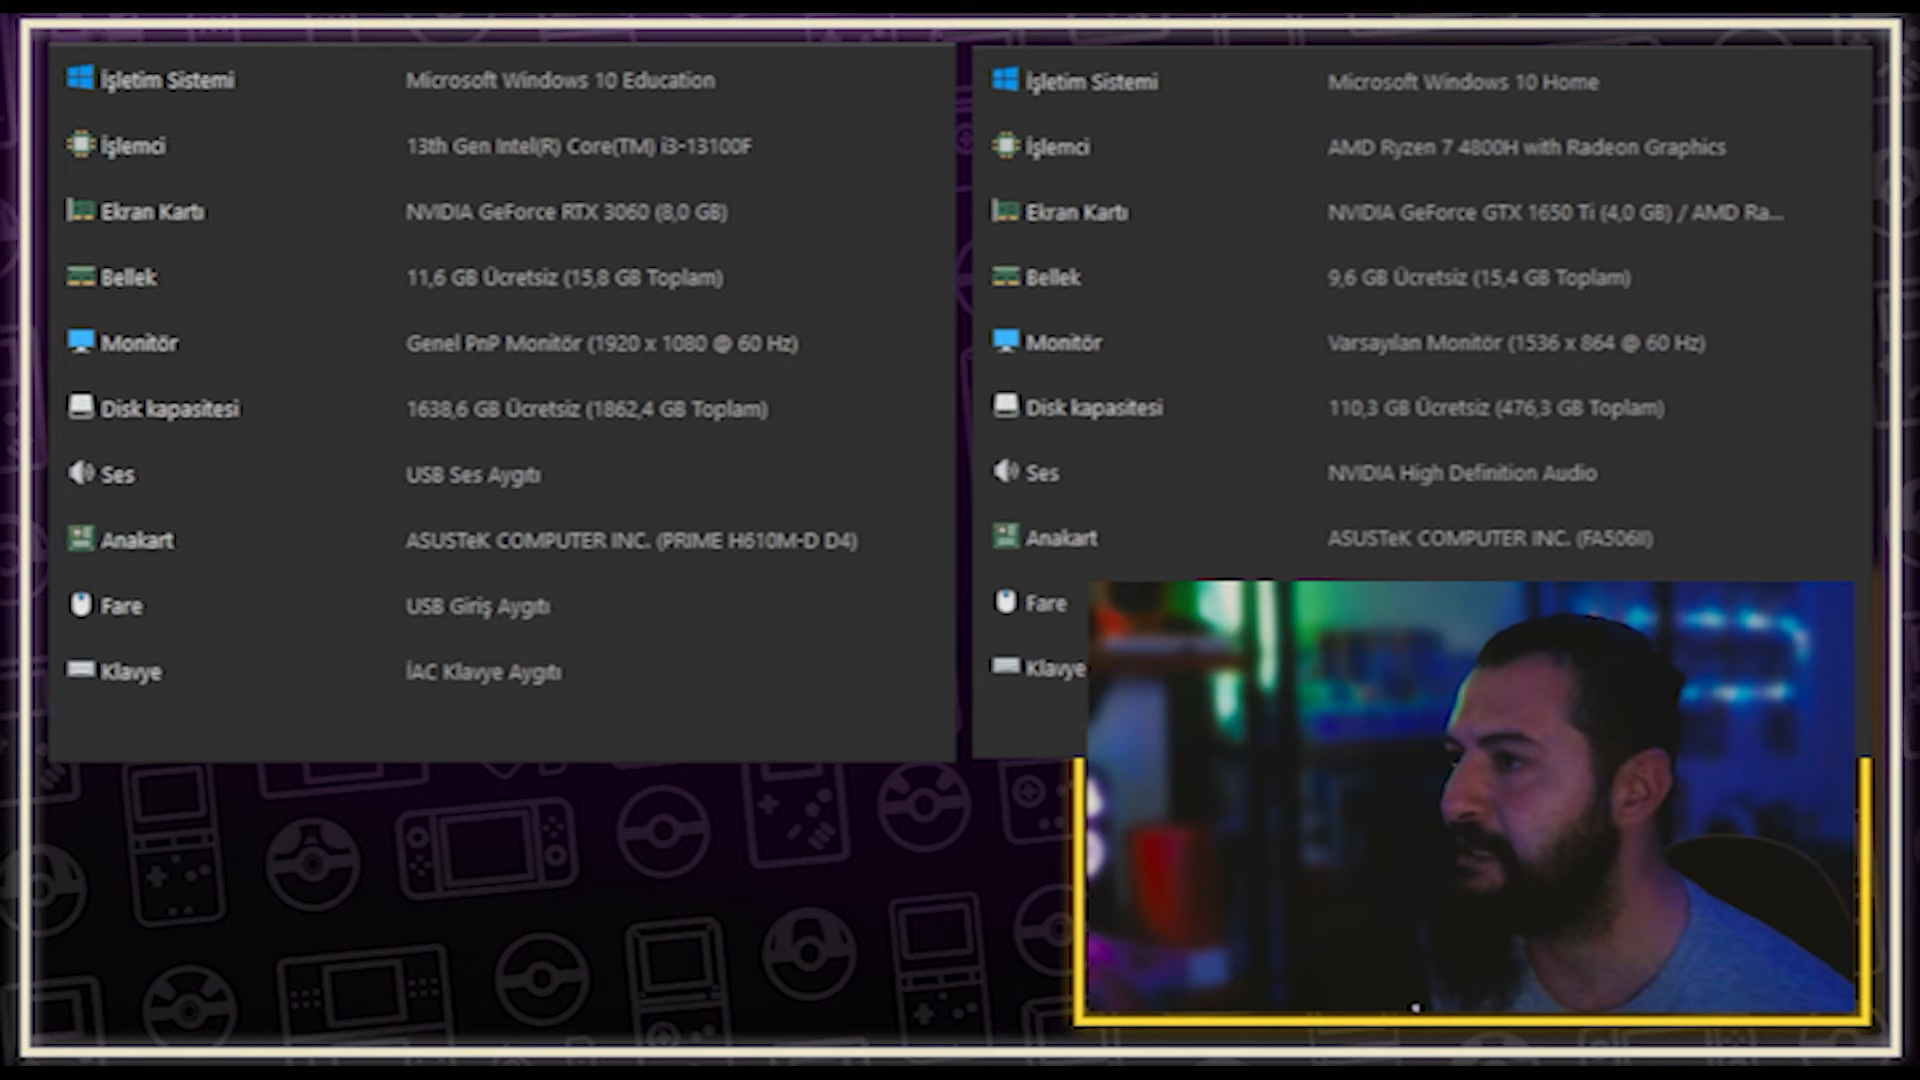 İşletim Sistemi Microsoft Windows 10 Education
İşlemci 13th Gen Intel(R) Core(TM) i3-13100F
Ekran Kartı NVIDIA GeForce RTX 3060 (8,0 GB)
Bellek 11,6 GB Ücretsiz (15,8 GB Toplam)
Monitör Genel PnP Monitör (1920 x 1080 @ 60 Hz)
Disk kapasitesi 1638,6 GB Ücretsiz (1862,4 GB Toplam)
Ses USB Ses Aygıtı
Anakart ASUSTeK COMPUTER INC. (PRIME H610M-D D4)
Fare USB Giriş Aygıtı
Klavye İAC Klavye Aygıtı
İşletim Sistemi Microsoft Windows 10 Home
İşlemci AMD Ryzen 7 4800H with Radeon Graphics
Ekran Kartı NVIDIA GeForce GTX 1650 Ti (4,0 GB) / AMD Ra...
Bellek 9,6 GB Ücretsiz (15,4 GB Toplam)
Monitör Varsayılan Monitör (1536 x 864 @ 60 Hz)
Disk kapasitesi 110,3 GB Ücretsiz (476,3 GB Toplam)
Ses NVIDIA High Definition Audio
Anakart ASUSTeK COMPUTER INC. (FA506II)
Fare
Klavye